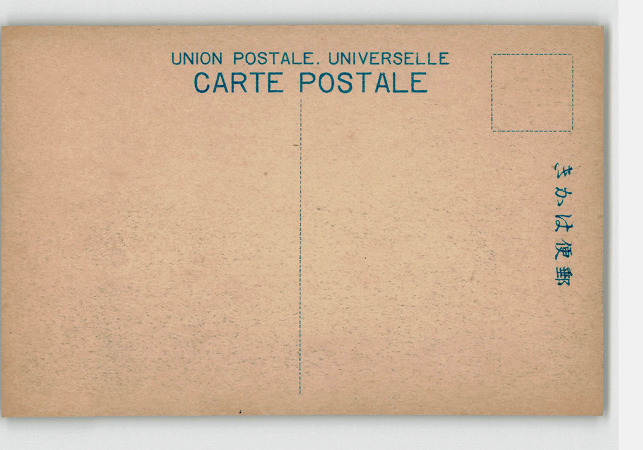 UNION POSTALE. UNIVERSELLE
CARTE POSTALE
郵便はかき